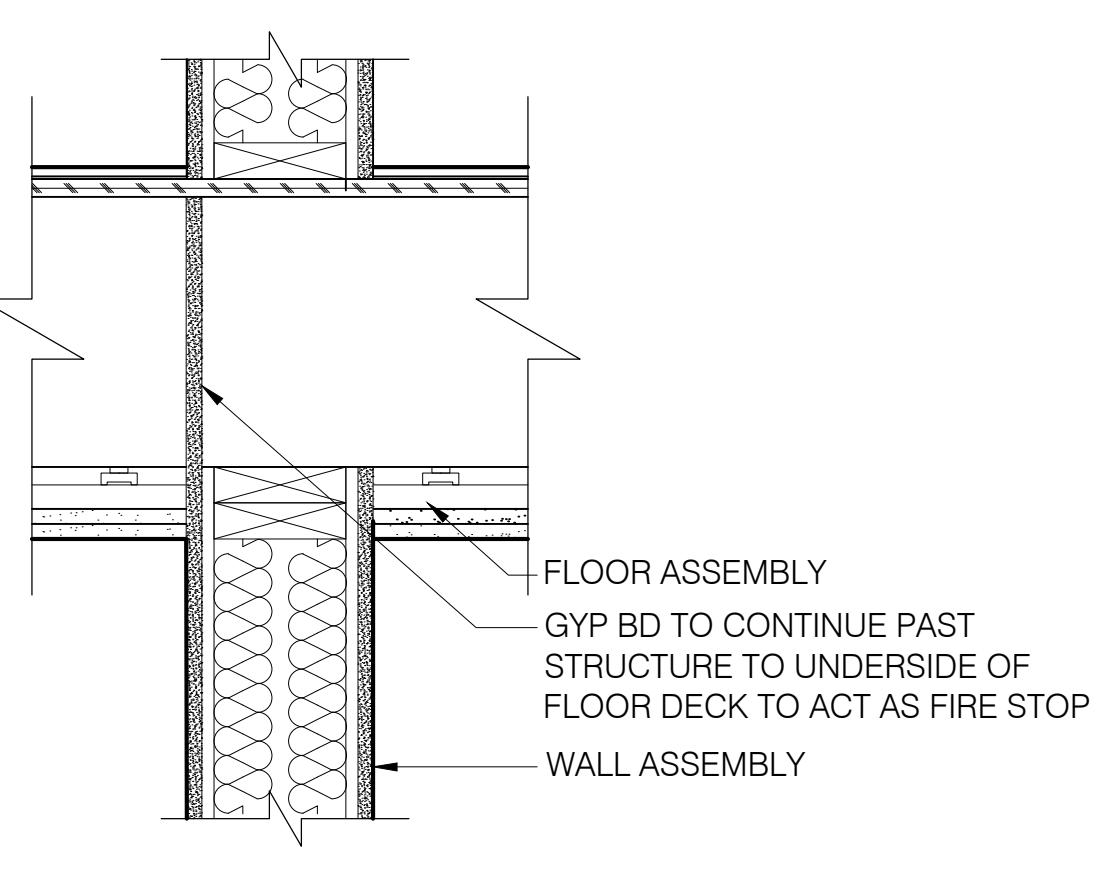 FLOOR ASSEMBLY
GYP BD TO CONTINUE PAST
STRUCTURE TO UNDERSIDE OF
FLOOR DECK TO ACT AS FIRE STOP
WALL ASSEMBLY